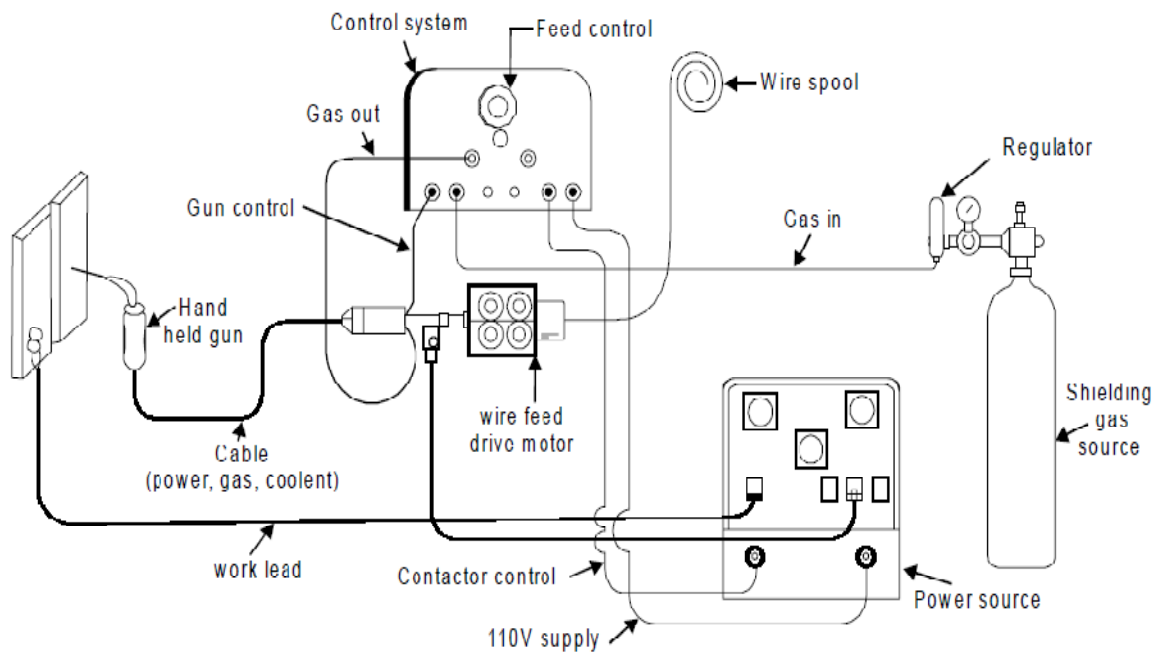 Control system
Feed control
Wire spool
Gas out
Regulator
Gun control
Gas in
Hand
held gun
wire feed
drive motor
Shielding
gas
source
Cable
(power, gas, coolent)
work lead
Contactor control
Power source
110V supply